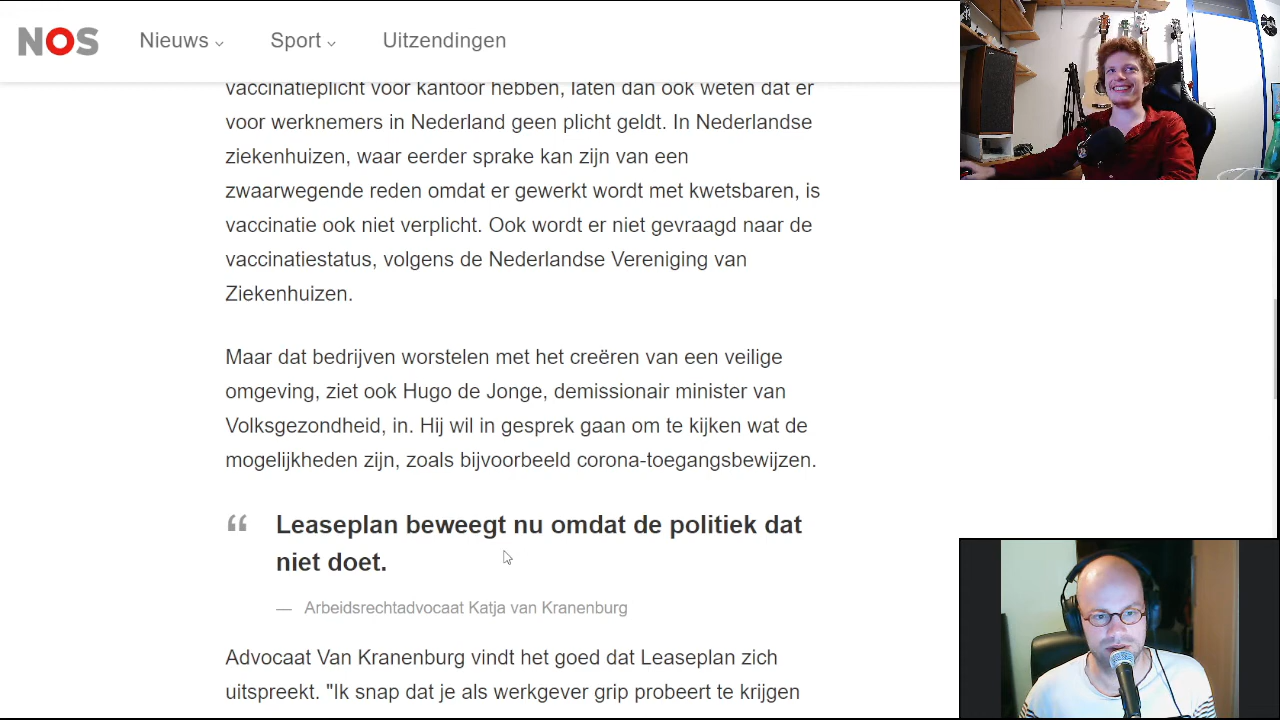 NOS Nieuws Sport Uitzendingen
vaccinatieplicht voor kantoor hebben, laten dan ook weten dat er
voor werknemers in Nederland geen plicht geldt. In Nederlandse
ziekenhuizen, waar eerder sprake kan zijn van een
zwaarwegende reden omdat er gewerkt wordt met kwetsbaren, is
vaccinatie ook niet verplicht. Ook wordt er niet gevraagd naar de
vaccinatiestatus, volgens de Nederlandse Vereniging van
Ziekenhuizen.
Maar dat bedrijven worstelen met het creëren van een veilige
omgeving, ziet ook Hugo de Jonge, demissionair minister van
Volksgezondheid, in. Hij wil in gesprek gaan om te kijken wat de
mogelijkheden zijn, zoals bijvoorbeeld corona-toegangsbewijzen.
“ Leaseplan beweegt nu omdat de politiek dat
niet doet.
— Arbeidsrechtadvocaat Katja van Kranenburg
Advocaat Van Kranenburg vindt het goed dat Leaseplan zich
uitspreekt. "Ik snap dat je als werkgever grip probeert te krijgen